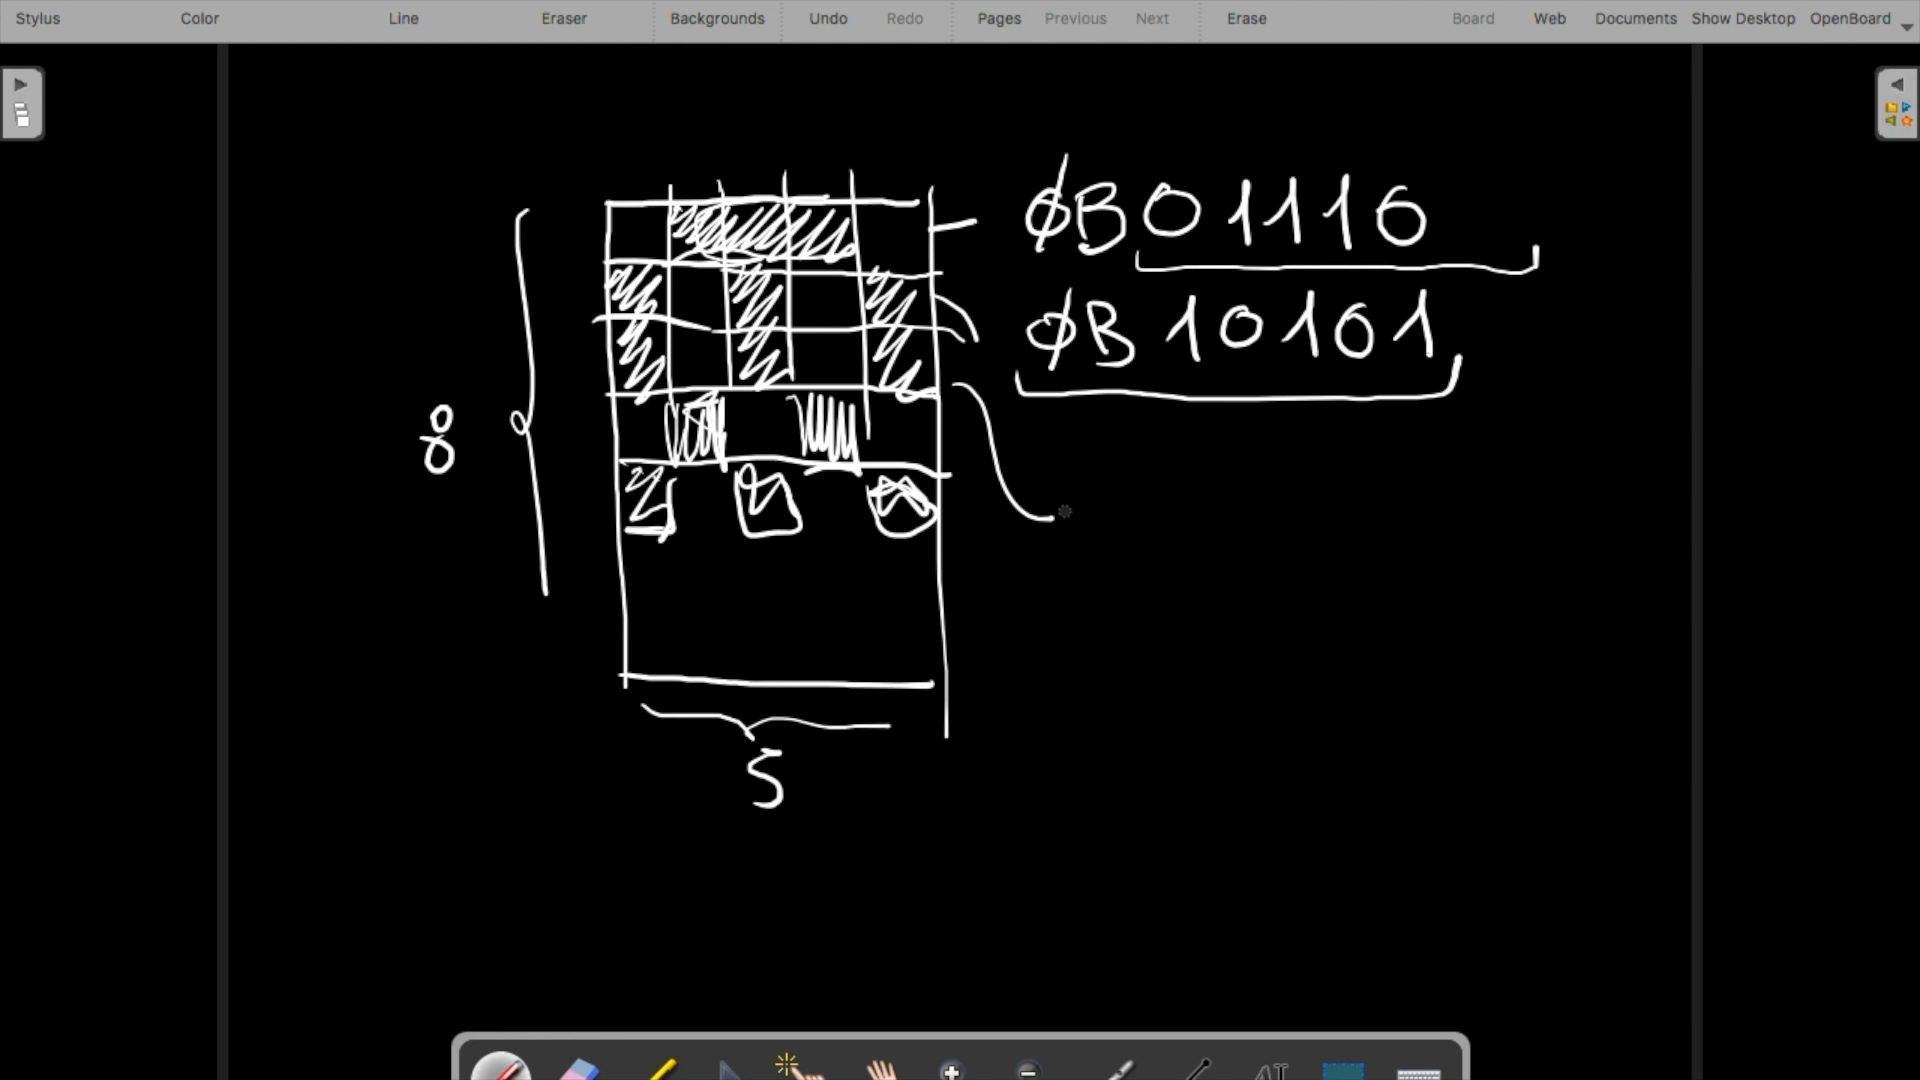 Stylus Color Line Eraser Backgrounds Undo Redo Pages Previous Next Erase Board Web Documents Show Desktop OpenBoard
0B01110
0B10101
8
5